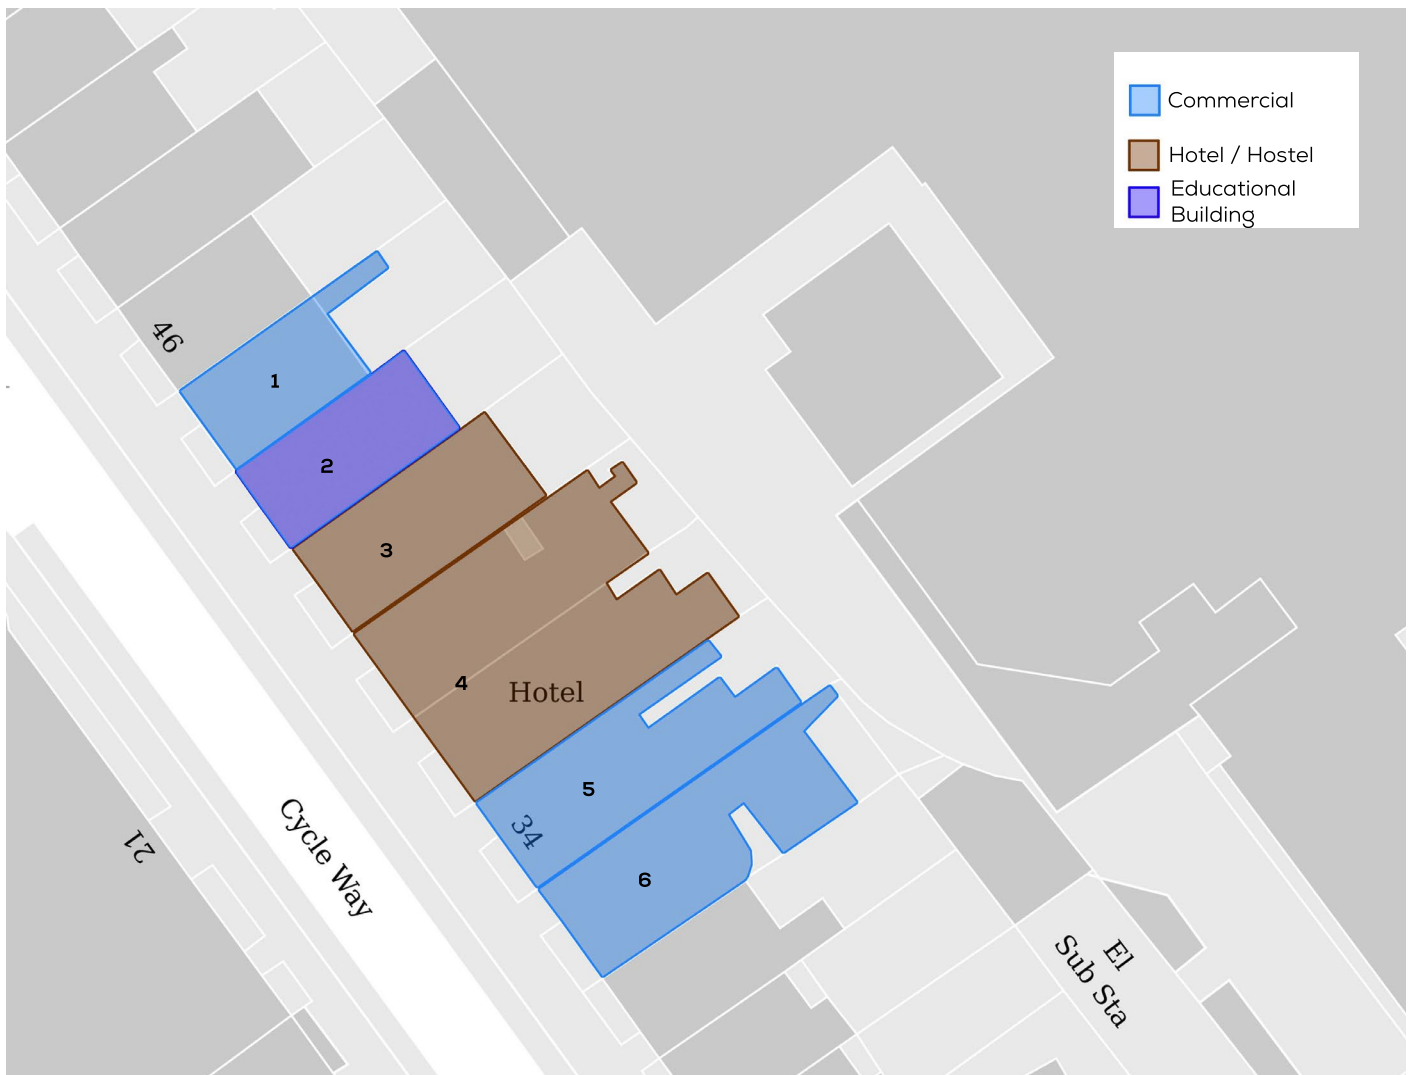 Commercial
Hotel / Hostel
Educational
Building
46
1
2
3
4
Hotel
5
34
6
Cycle Way
21
El
Sub Sta